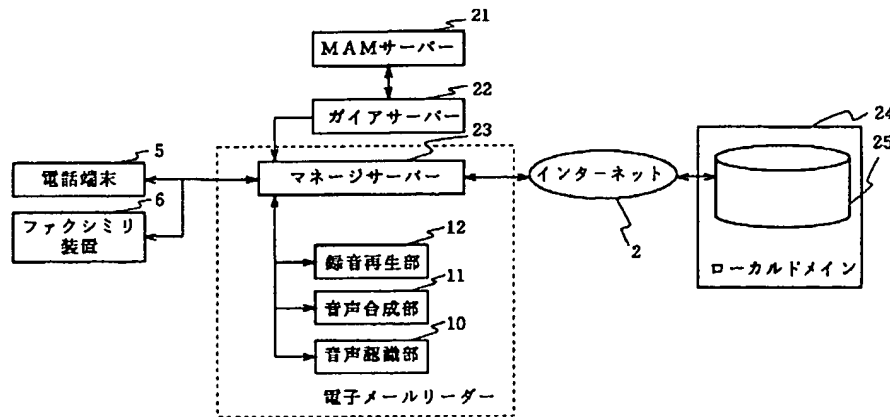 21
MAMサーバー
22
ガイアサーバー
23
24
25
5
電話端末
マネージサーバー
インターネット
6
ファクシミリ
装置
2
12
録音再生部
ローカルドメイン
11
音声合成部
10
音声認識部
電子メールリーダー